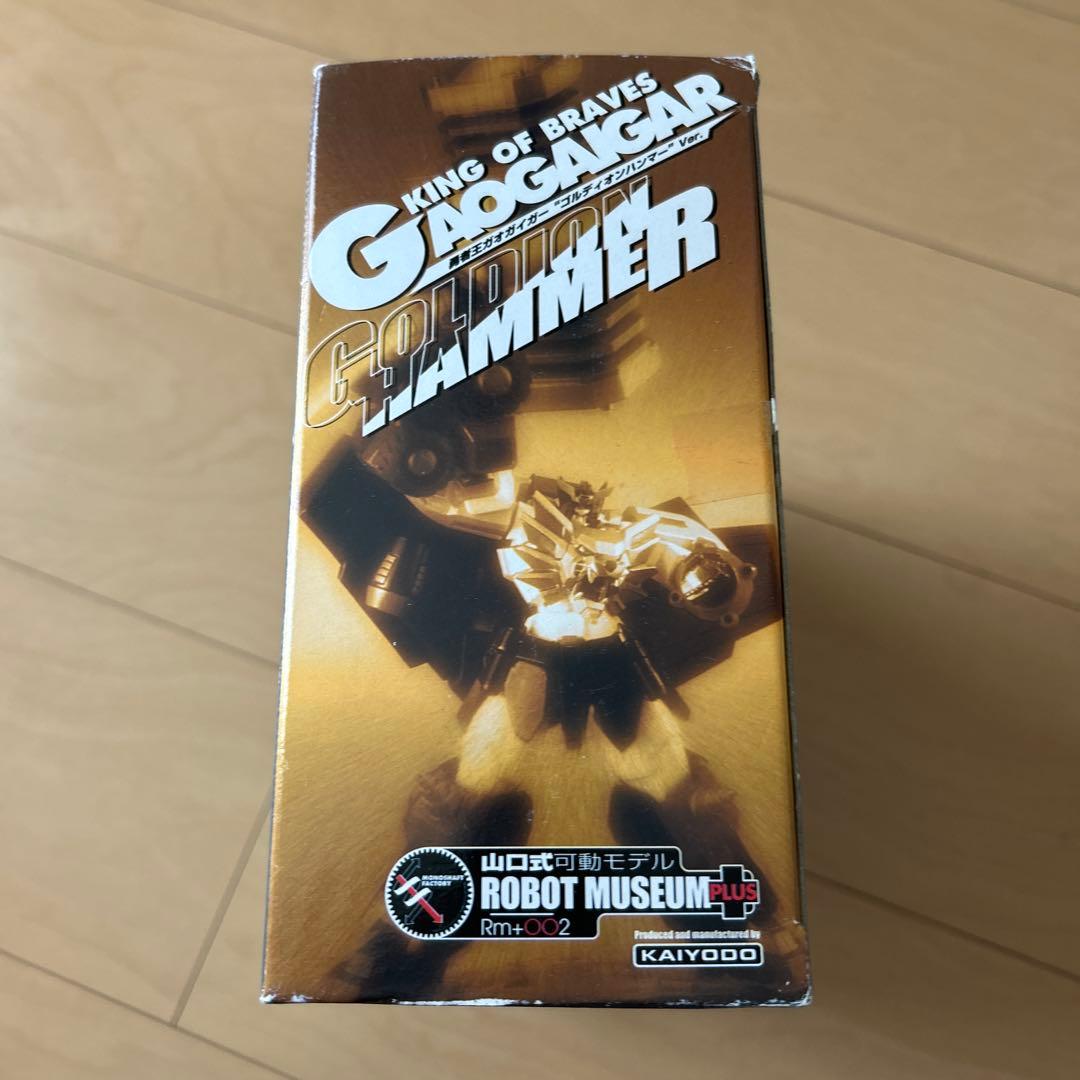 KING OF BRAVES
GAOGAIGAR
勇者王ガオガイガー "ゴルディオンハンマー" Ver.
GOLDION
HAMMER
MONOSHAFT
FACTORY
山口式可動モデル
ROBOT MUSEUM PLUS
Rm+002
Produced and manufactured by
KAIYODO